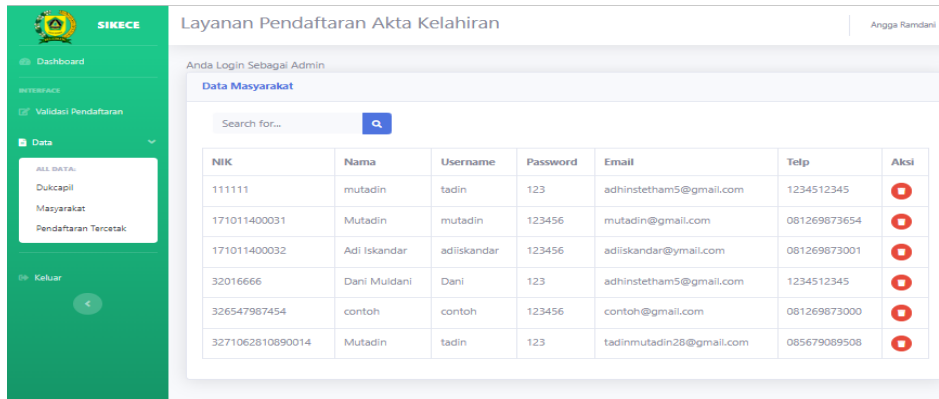 SIKECE
Dashboard
INTERFACE
Validasi Pendaftaran
Data
ALL DATA:
Dukcapil
Masyarakat
Pendaftaran Tercetak
Keluar
Layanan Pendaftaran Akta Kelahiran
Angga Ramdani
Anda Login Sebagai Admin
Data Masyarakat
Search for...
NIK Nama Username Password Email Telp Aksi
111111 mutadin tadin 123 adhinstetham5@gmail.com 1234512345
171011400031 Mutadin mutadin 123456 mutadin@gmail.com 081269873654
171011400032 Adi Iskandar adiiskandar 123456 adiiskandar@ymail.com 081269873001
32016666 Dani Muldani Dani 123 adhinstetham5@gmail.com 1234512345
326547987454 contoh contoh 123456 contoh@gmail.com 081269873000
3271062810890014 Mutadin tadin 123 tadinmutadin28@gmail.com 085679089508